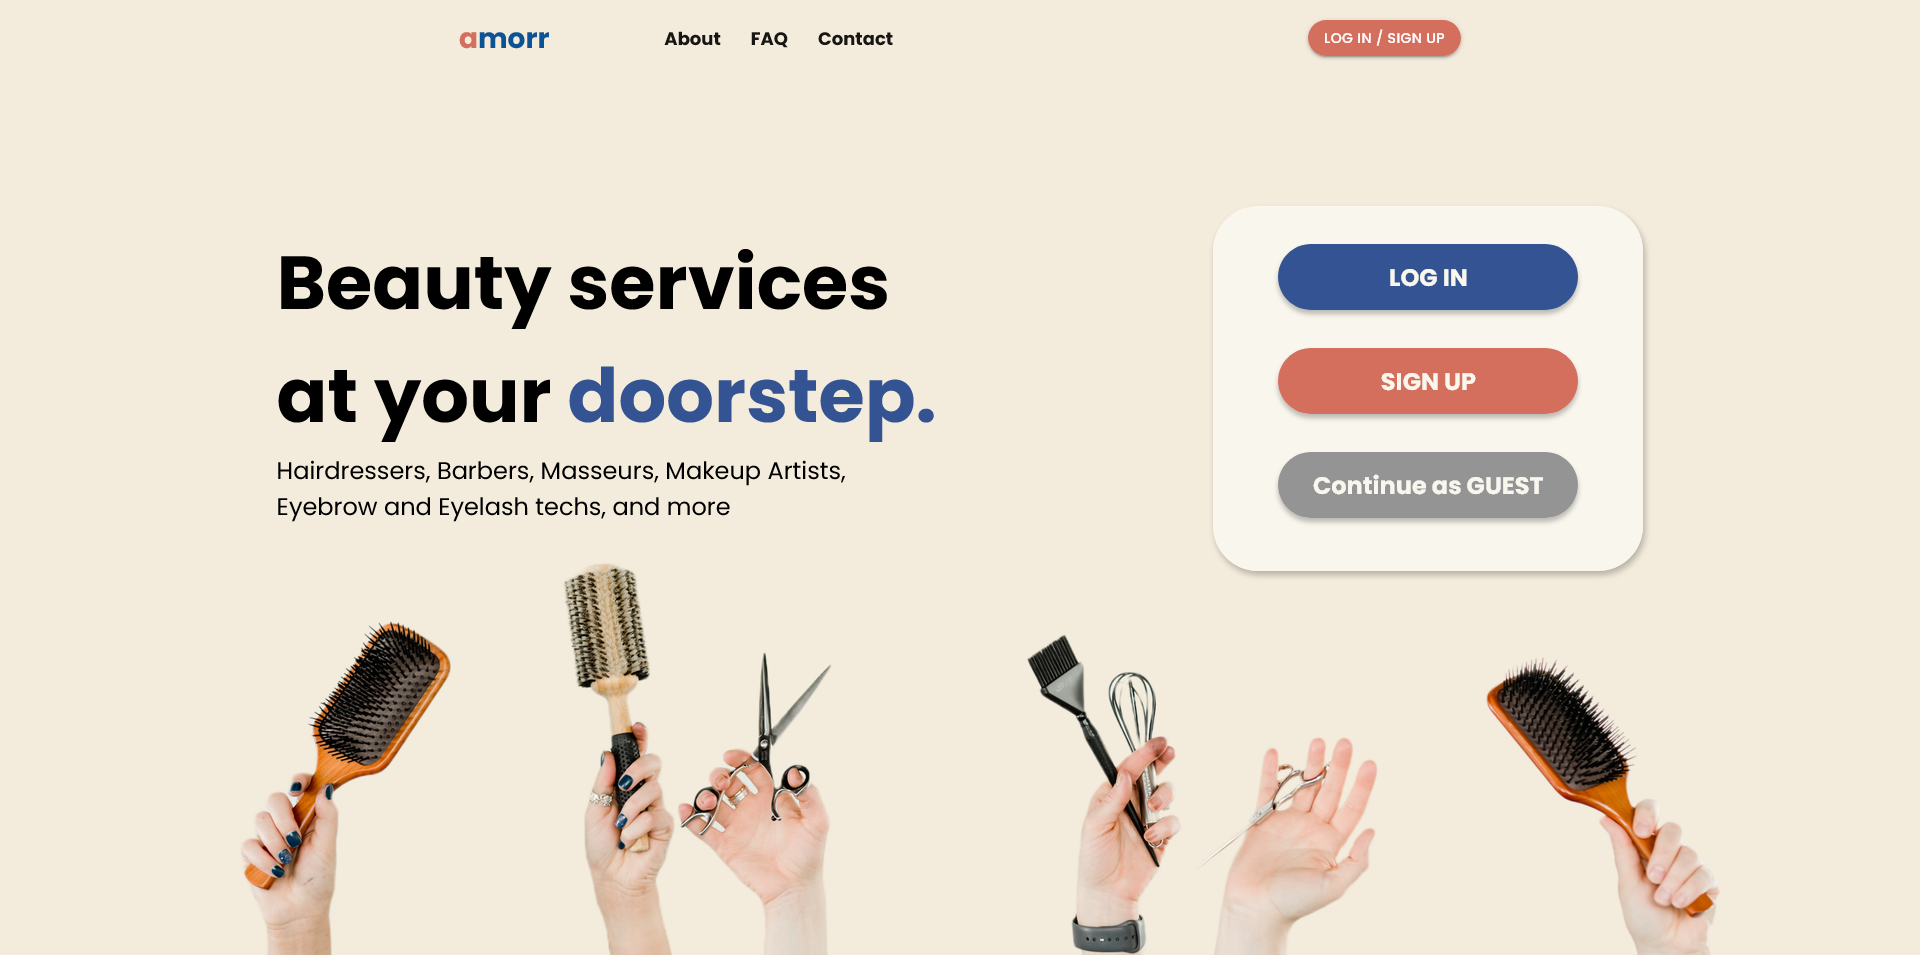 amorr
About FAQ Contact
LOG IN / SIGN UP
Beauty services
at your doorstep.
Hairdressers, Barbers, Masseurs, Makeup Artists,
Eyebrow and Eyelash techs, and more
LOG IN
SIGN UP
Continue as GUEST